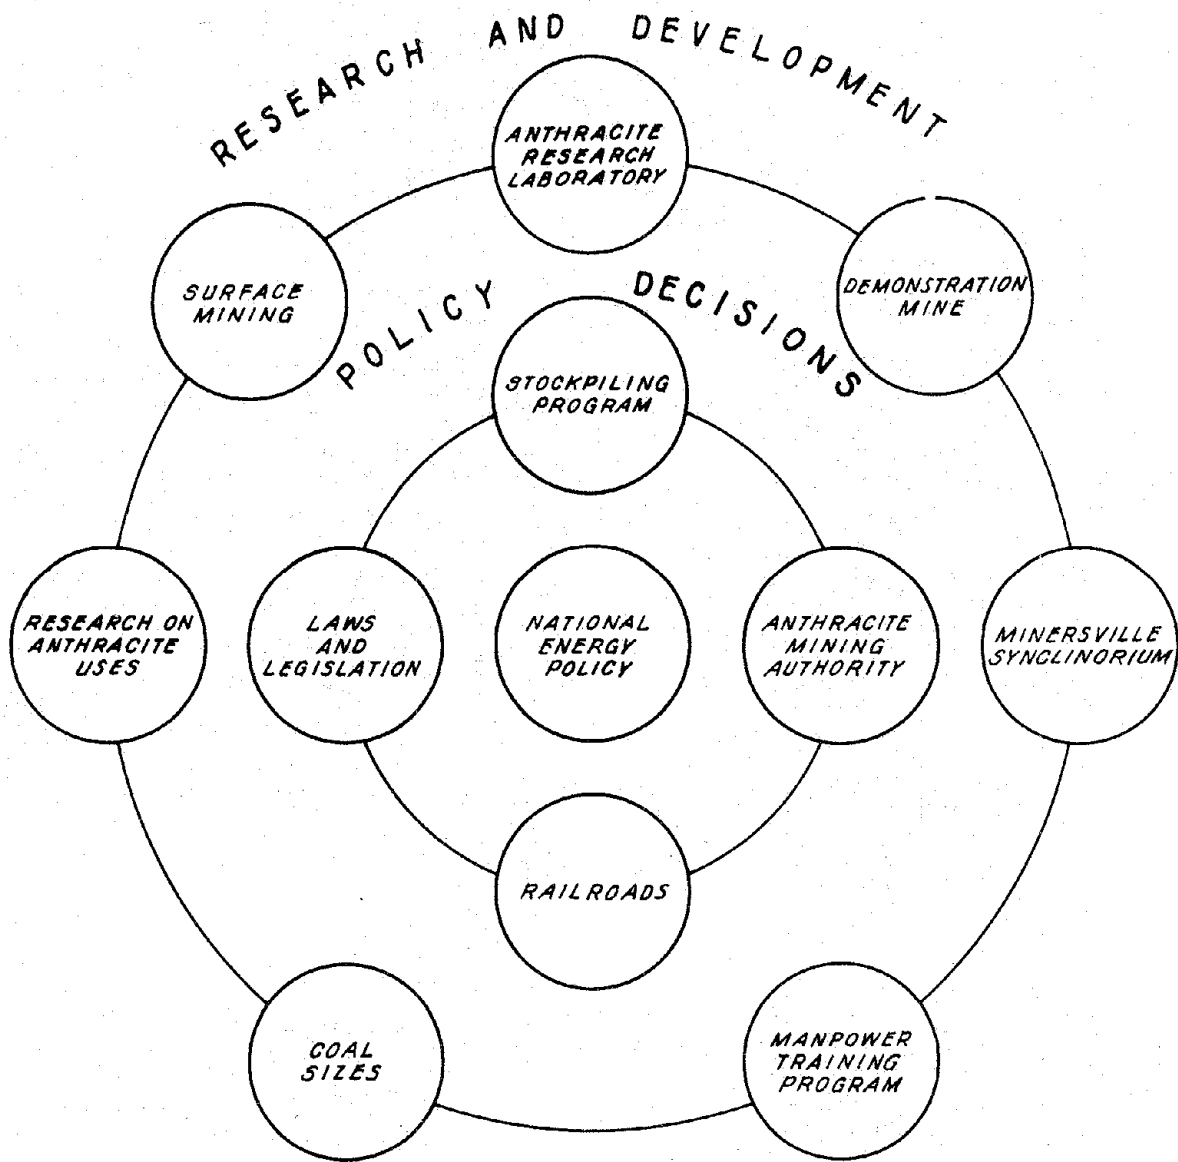 RESEARCH AND DEVELOPMENT
ANTHRACITE
RESEARCH
LABORATORY
SURFACE
MINING
DEMONSTRATION
MINE
POLICY DECISIONS
STOCKPILING
PROGRAM
RESEARCH ON
ANTHRACITE
USES
LAWS
AND
LEGISLATION
NATIONAL
ENERGY
POLICY
ANTHRACITE
MINING
AUTHORITY
MINERSVILLE
SYNCLINORIUM
RAILROADS
COAL
SIZES
MANPOWER
TRAINING
PROGRAM